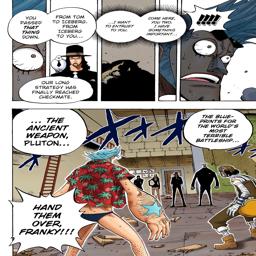 YOU
PASSED
THAT
THING
DOWN,
FROM TOM
TO ICEBERG.
FROM
ICEBERG
TO YOU...
OUR LONG
STRATEGY HAS
FINALLY REACHED
CHECKMATE.
...I WANT
TO ENTRUST
TO YOU.
COME HERE,
YOU TWO.
I HAVE
SOMETHING
IMPORTANT...
!!!!
...THE
ANCIENT
WEAPON,
PLUTON...
THE BLUE-
PRINTS FOR
THE WORLD'S
MOST
TERRIBLE
BATTLESHIP...
HAND
THEM
OVER,
FRANKY!!!